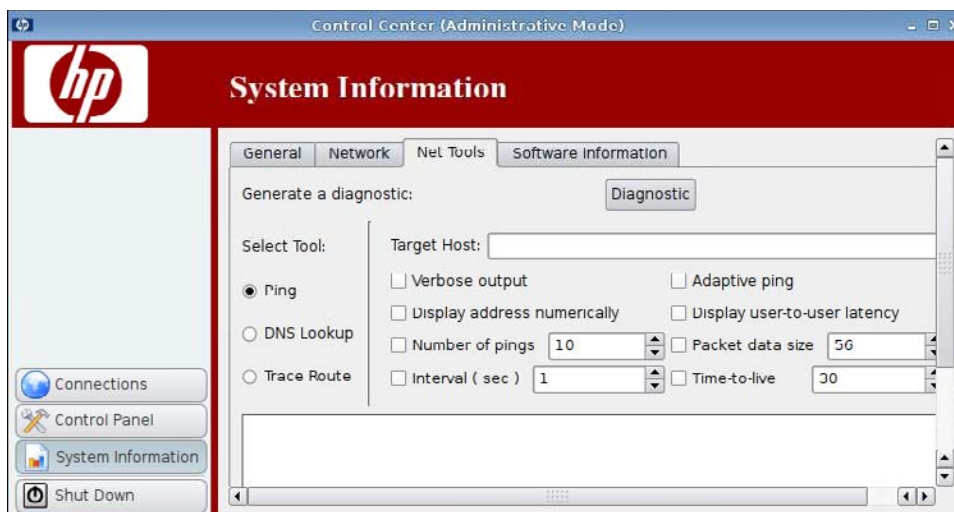 Control Center (Administrative Mode)
hp
System Information
General Network Net Tools Software Information
Generate a diagnostic: Diagnostic
Select Tool: Target Host:
Verbose output Adaptive ping
Ping
Display address numerically Display user-to-user latency
DNS Lookup
Number of pings 10 Packet data size 56
Trace Route Interval ( sec ) 1 Time-to-live 30
Connections
Control Panel
System Information
Shut Down